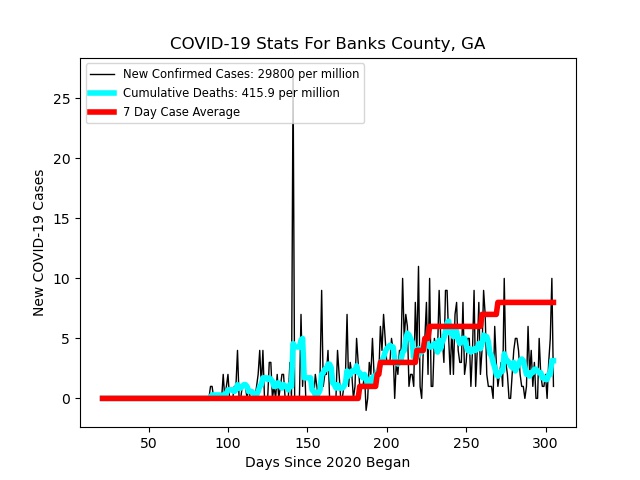 COVID-19 Stats For Banks County, GA
New Confirmed Cases: 29800 per million
Cumulative Deaths: 415.9 per million
7 Day Case Average
New COVID-19 Cases
25
20
15
10
5
0
50 100 150 200 250 300
Days Since 2020 Began